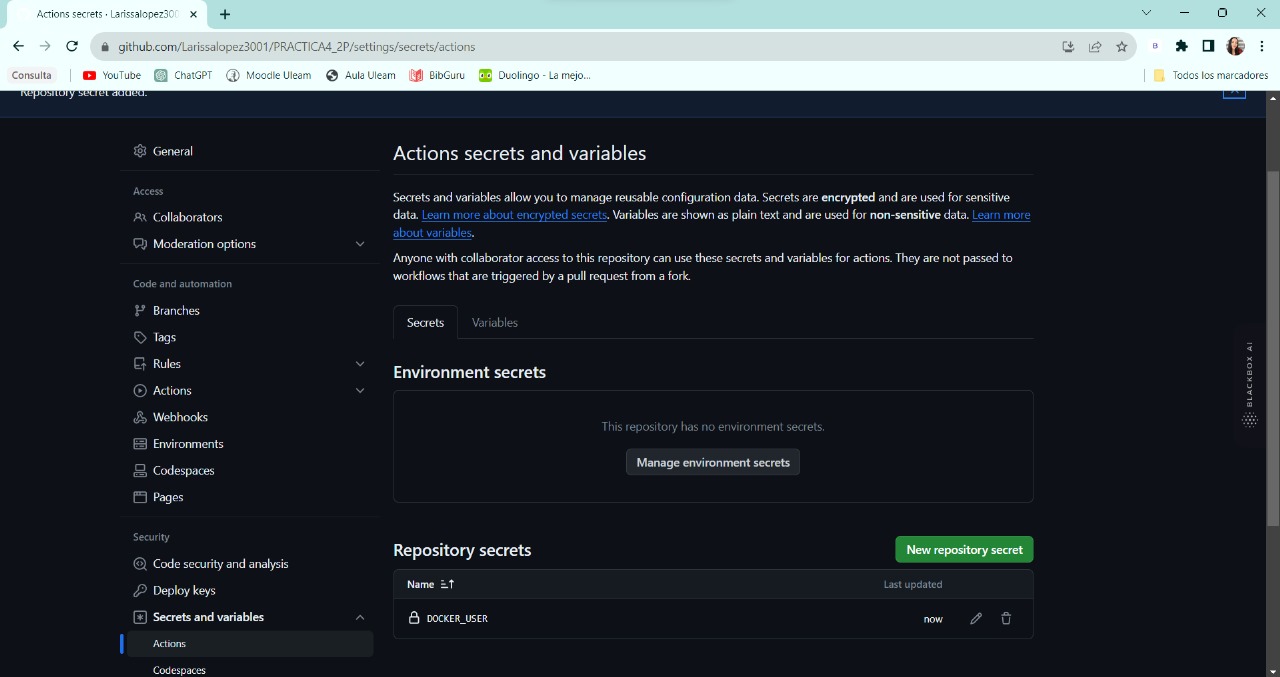 Actions secrets · Larissalopez300
github.com/Larissalopez3001/PRACTICA4_2P/settings/secrets/actions
Consulta
YouTube
ChatGPT
Moodle Uleam
Aula Uleam
BibGuru
Duolingo - La mejo...
Todos los marcadores
Repository secret added.
General
Access
Collaborators
Moderation options
Code and automation
Branches
Tags
Rules
Actions
Webhooks
Environments
Codespaces
Pages
Security
Code security and analysis
Deploy keys
Secrets and variables
Actions
Codespaces
Actions secrets and variables
Secrets and variables allow you to manage reusable configuration data. Secrets are encrypted and are used for sensitive
data. Learn more about encrypted secrets. Variables are shown as plain text and are used for non-sensitive data. Learn more
about variables.
Anyone with collaborator access to this repository can use these secrets and variables for actions. They are not passed to
workflows that are triggered by a pull request from a fork.
Secrets
Variables
Environment secrets
This repository has no environment secrets.
Manage environment secrets
Repository secrets
New repository secret
Name
Last updated
DOCKER_USER
now
BLACKBOX AI